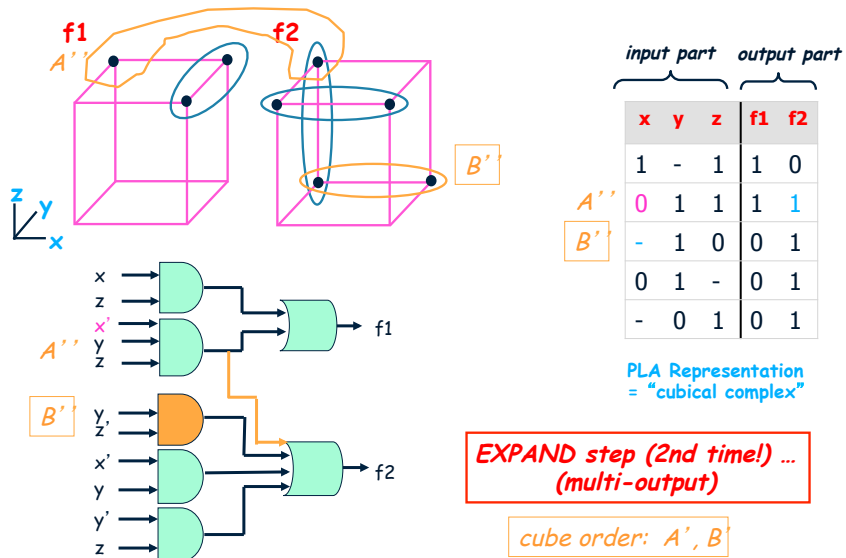 f1
f2
A''
B''
z
y
x
input part output part
x y z f1 f2
1 - 1 1 0
A'' 0 1 1 1 1
B'' - 1 0 0 1
0 1 - 0 1
- 0 1 0 1
PLA Representation
= “cubical complex”
x
z
x'
A'' y
z
f1
B'' y
z'
x'
y
y'
z
f2
EXPAND step (2nd time!) …
(multi-output)
cube order: A', B'